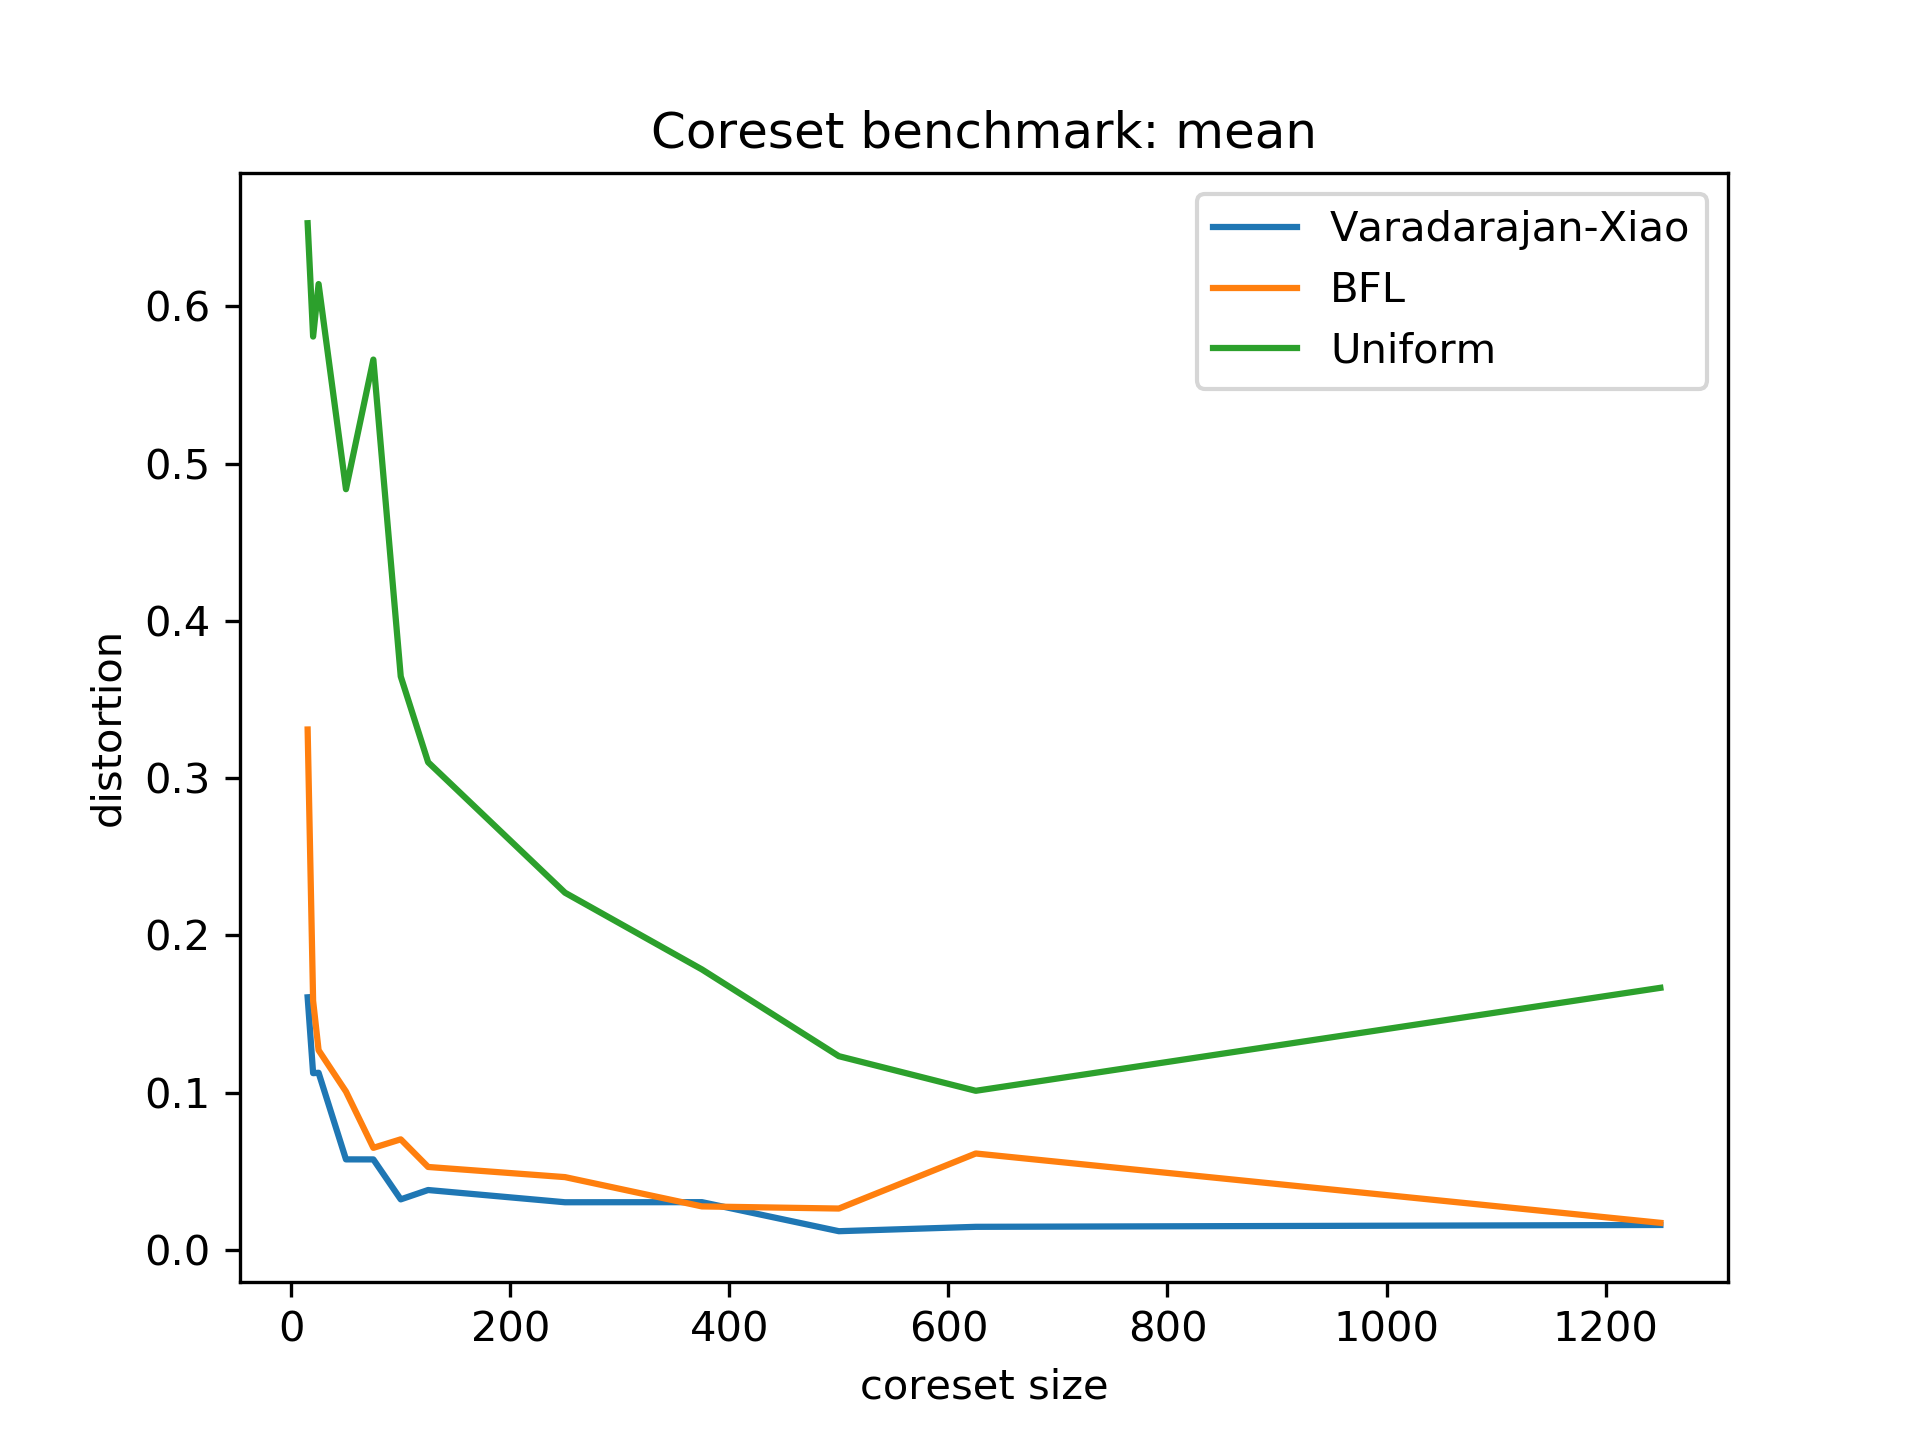 Coreset benchmark: mean
Varadarajan-Xiao
BFL
Uniform
0.6
0.5
0.4
0.3
0.2
0.1
0.0
distortion
0 200 400 600 800 1000 1200
coreset size